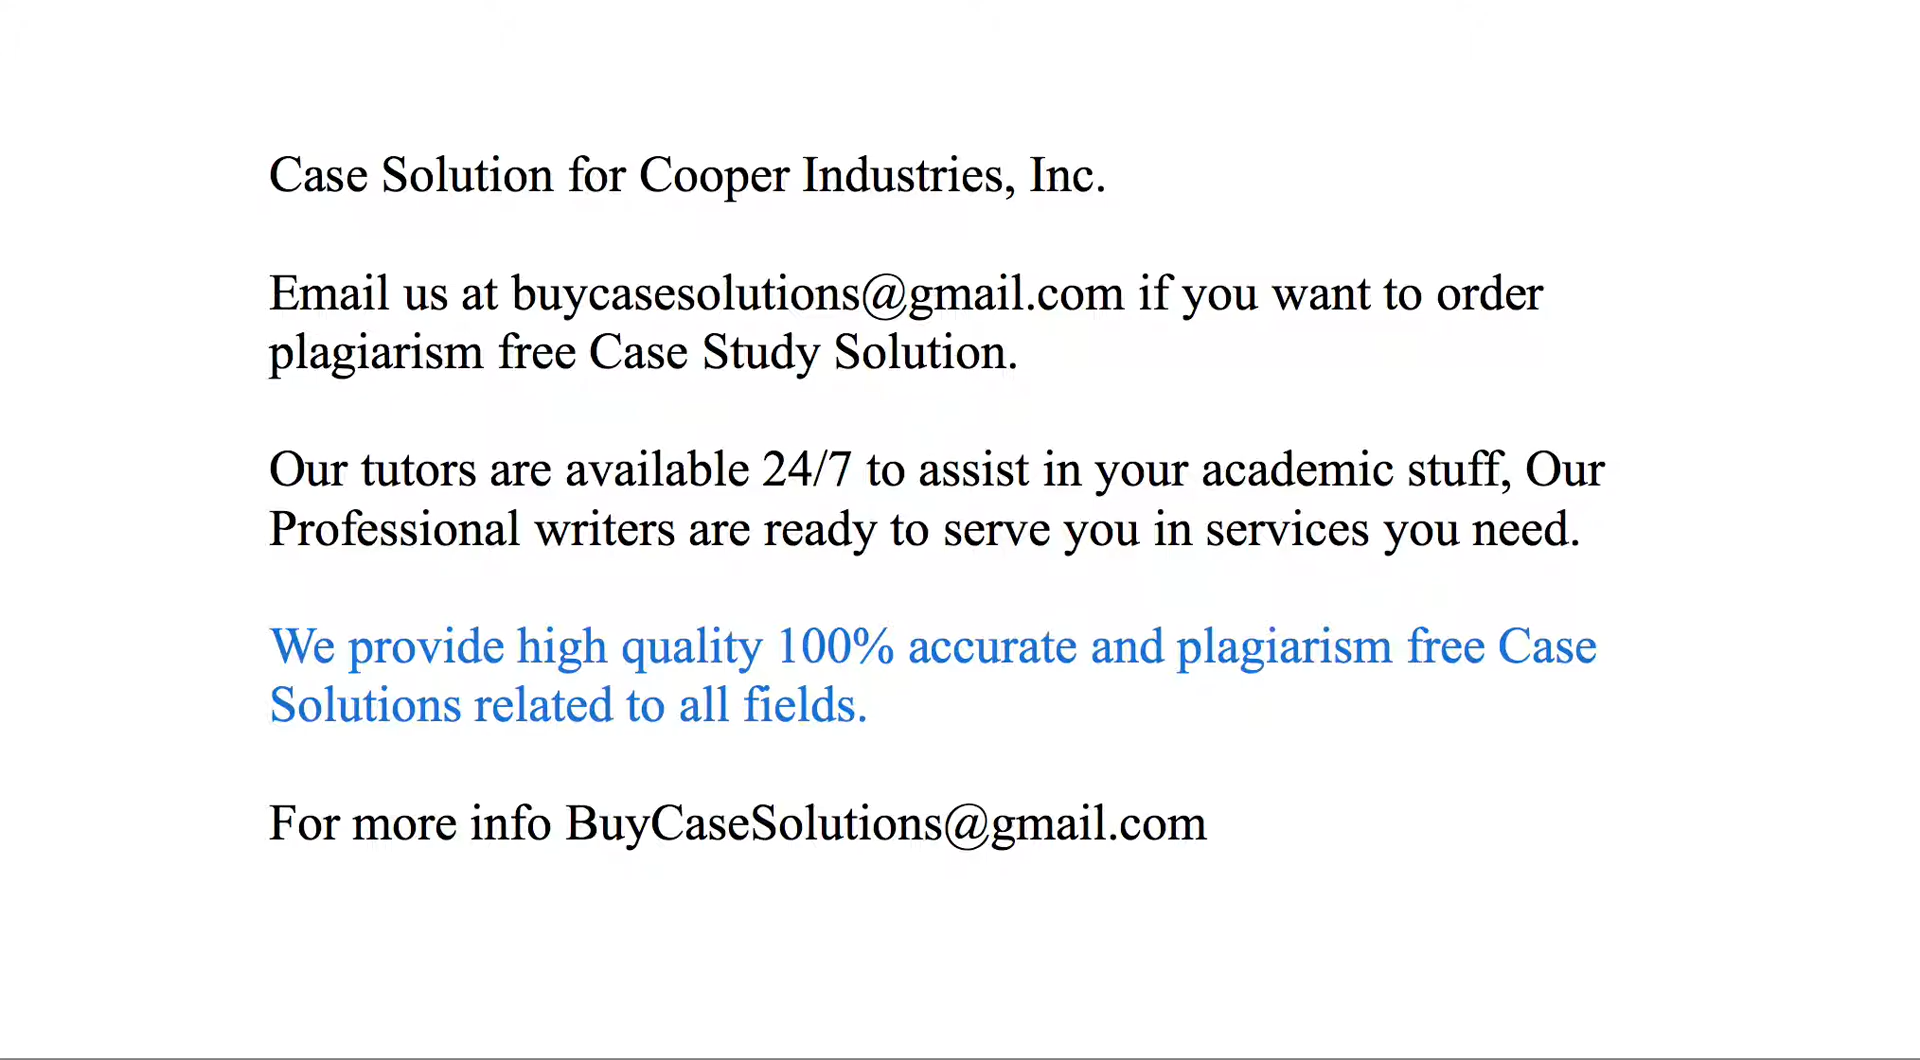 Case Solution for Cooper Industries, Inc.
Email us at buycasesolutions@gmail.com if you want to order
plagiarism free Case Study Solution.
Our tutors are available 24/7 to assist in your academic stuff, Our
Professional writers are ready to serve you in services you need.
We provide high quality 100% accurate and plagiarism free Case
Solutions related to all fields.
For more info BuyCaseSolutions@gmail.com